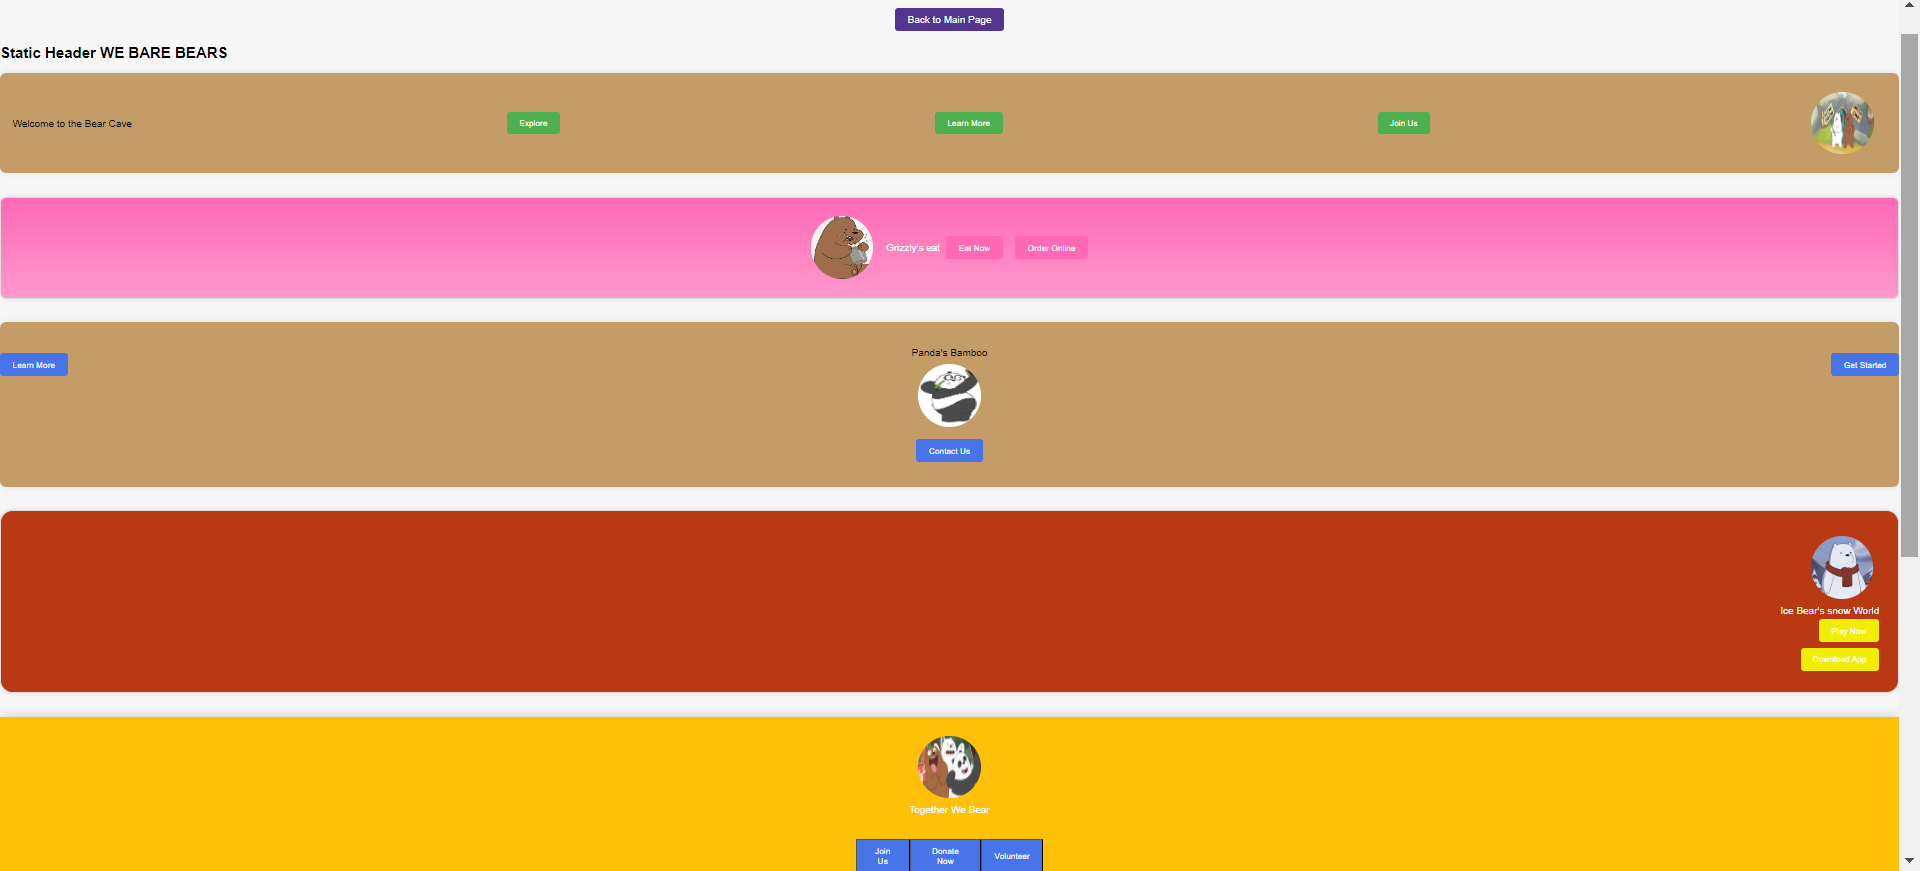 Back to Main Page
Static Header WE BARE BEARS
Welcome to the Bear Cave
Explore
Learn More
Join Us
Grizzly's eat
Eat Now
Order Online
Learn More
Panda's Bamboo
Get Started
Contact Us
Ice Bear's snow World
Play Now
Download App
Together We Bear
Join
Us
Donate
Now
Volunteer